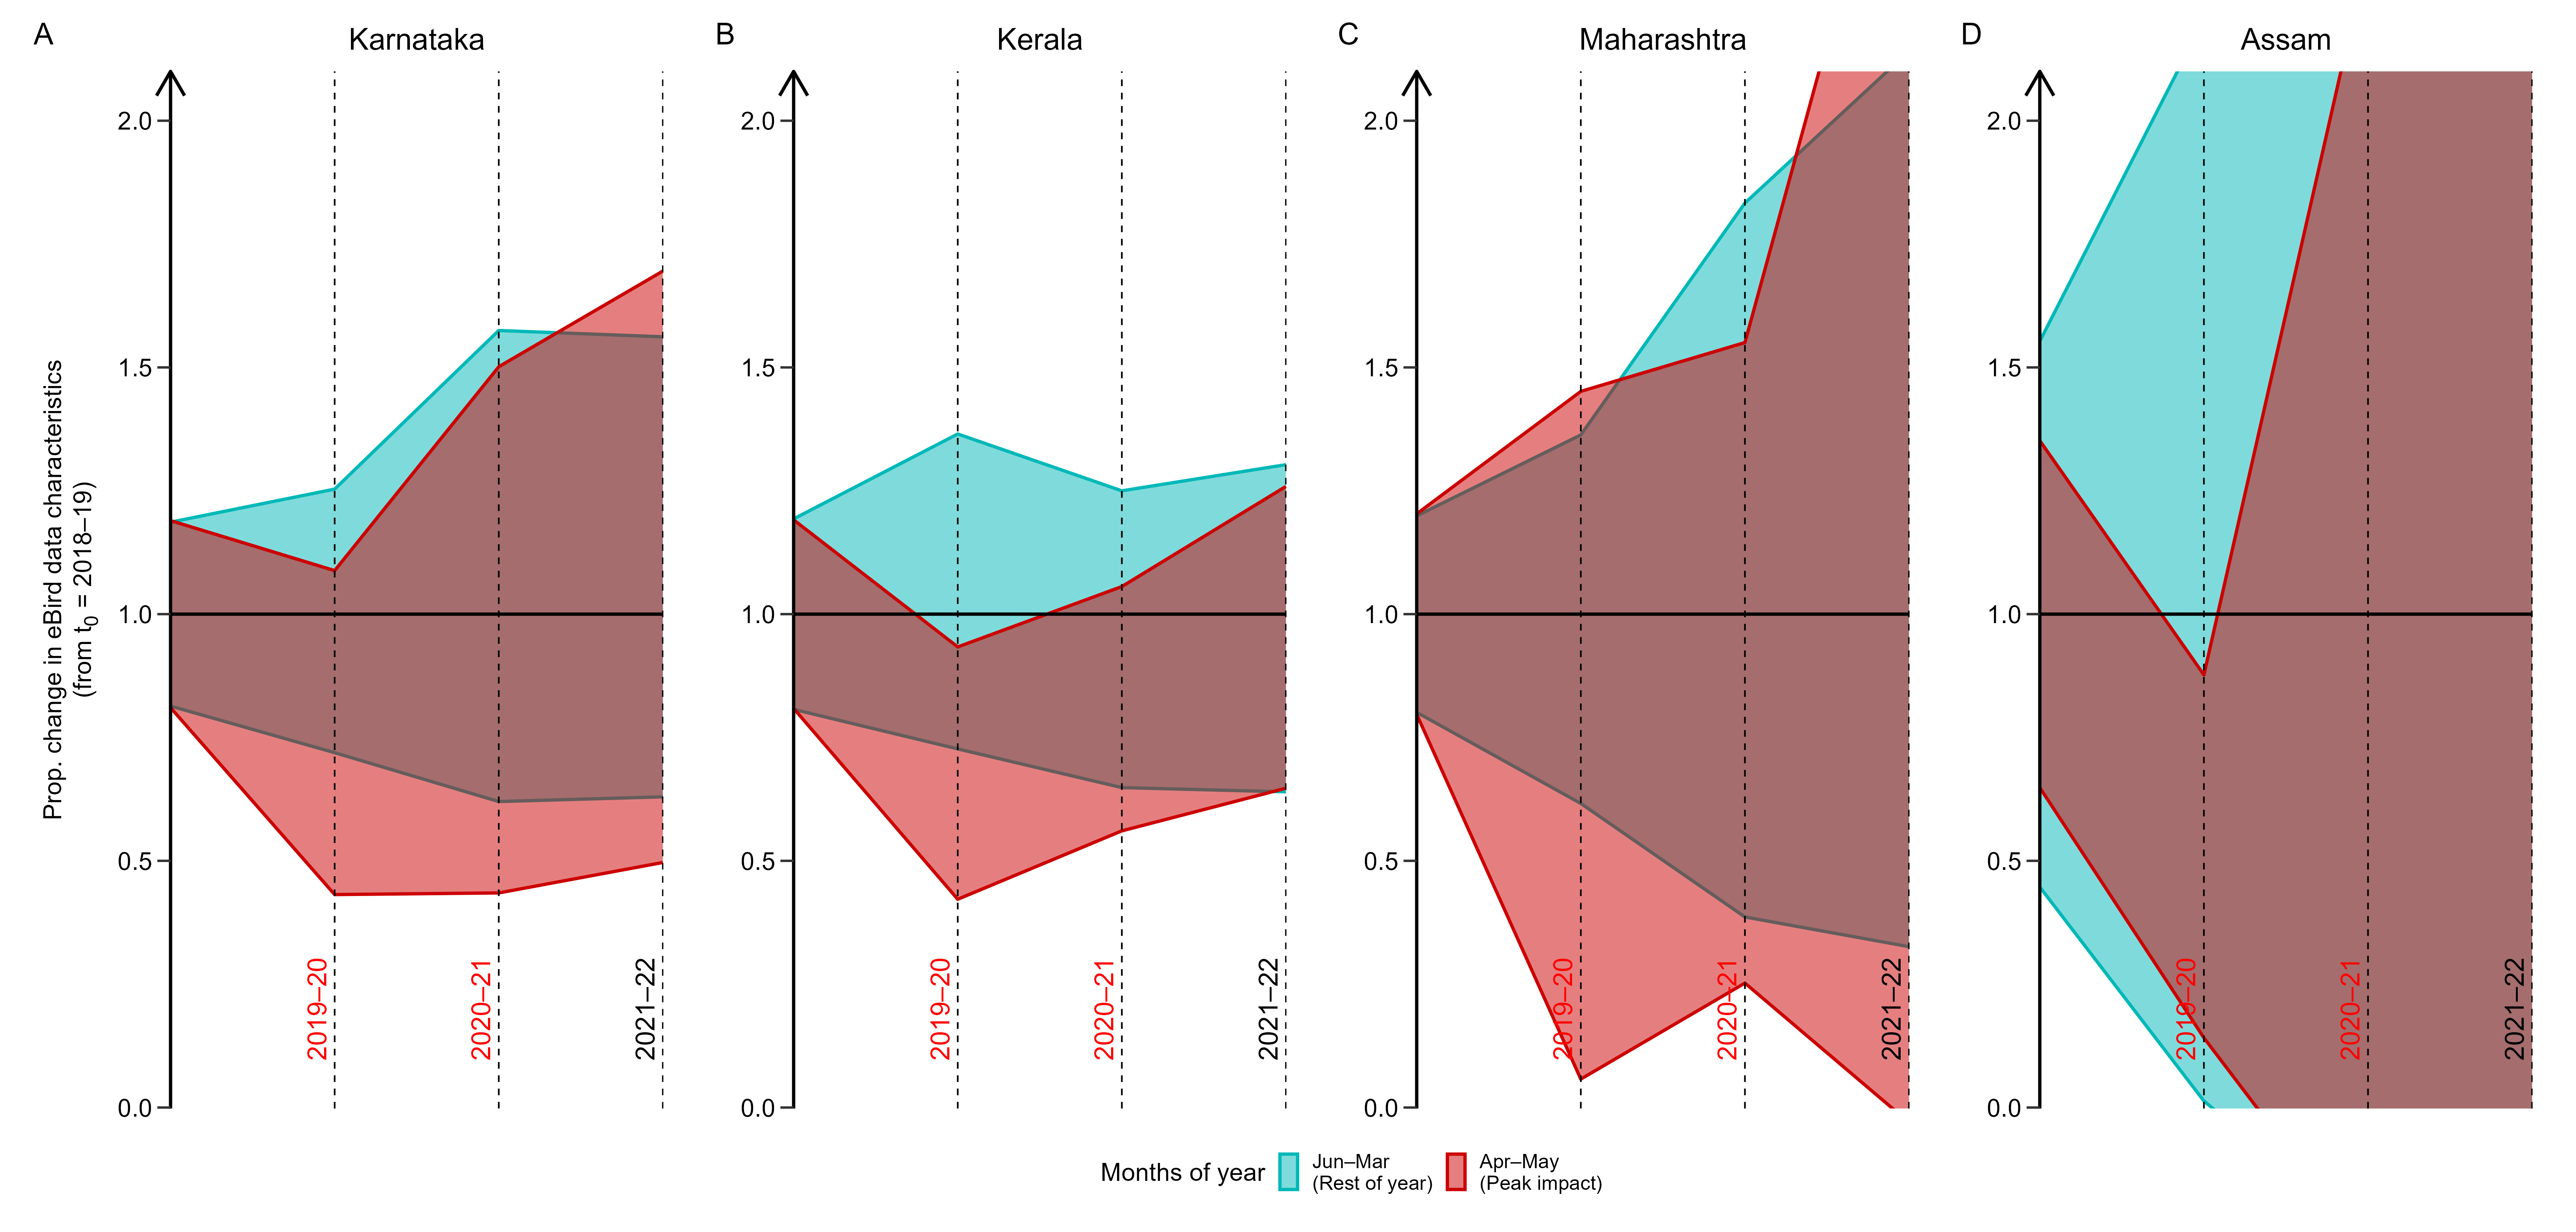 A
Karnataka
B
Kerala
C
Maharashtra
D
Assam
Prop. change in eBird data characteristics
(from t₀ = 2018–19)
2.0
1.5
1.0
0.5
0.0
2019–20
2020–21
2021–22
2.0
1.5
1.0
0.5
0.0
2019–20
2020–21
2021–22
2.0
1.5
1.0
0.5
0.0
2019–20
2020–21
2021–22
2.0
1.5
1.0
0.5
0.0
2019–20
2020–21
2021–22
Months of year
Jun–Mar
(Rest of year)
Apr–May
(Peak impact)